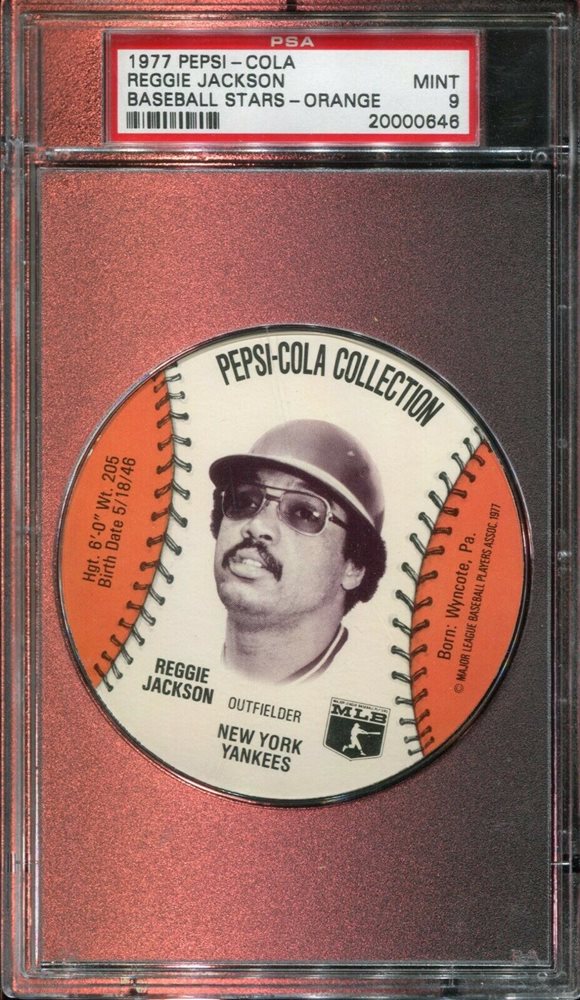 PSA
1977 PEPSI-COLA
REGGIE JACKSON MINT
BASEBALL STARS-ORANGE 9
20000646
PEPSI-COLA COLLECTION
Hgt. 6'-0" Wt. 205
Birth Date 5/18/46
Born: Wyncote, Pa.
© MAJOR LEAGUE BASEBALL PLAYERS ASSOC. 1977
REGGIE
JACKSON
OUTFIELDER
NEW YORK
YANKEES
MLB